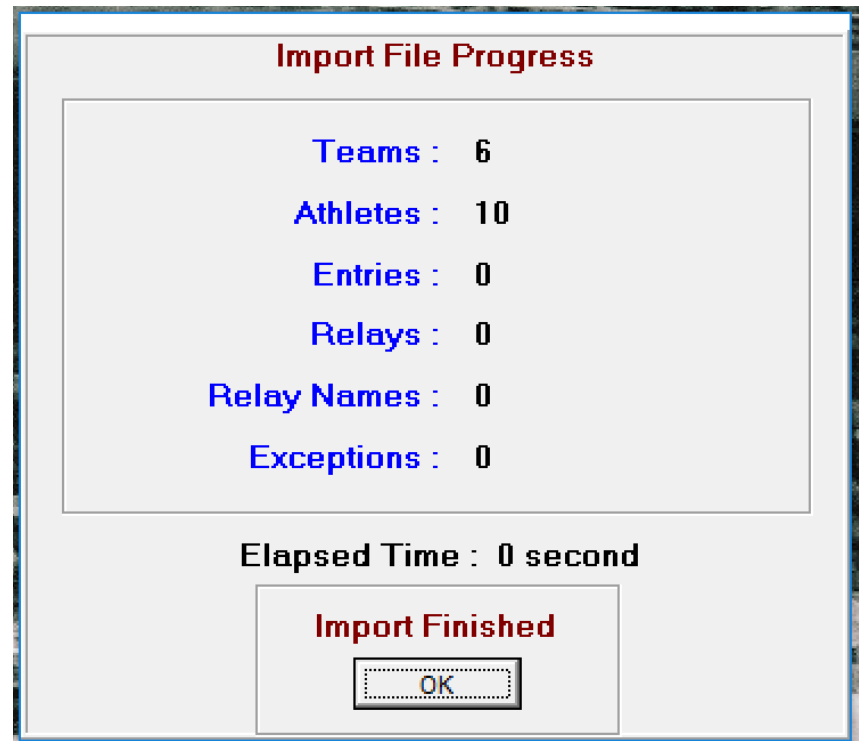 Import File Progress
Teams : 6
Athletes : 10
Entries : 0
Relays : 0
Relay Names : 0
Exceptions : 0
Elapsed Time : 0 second
Import Finished
OK